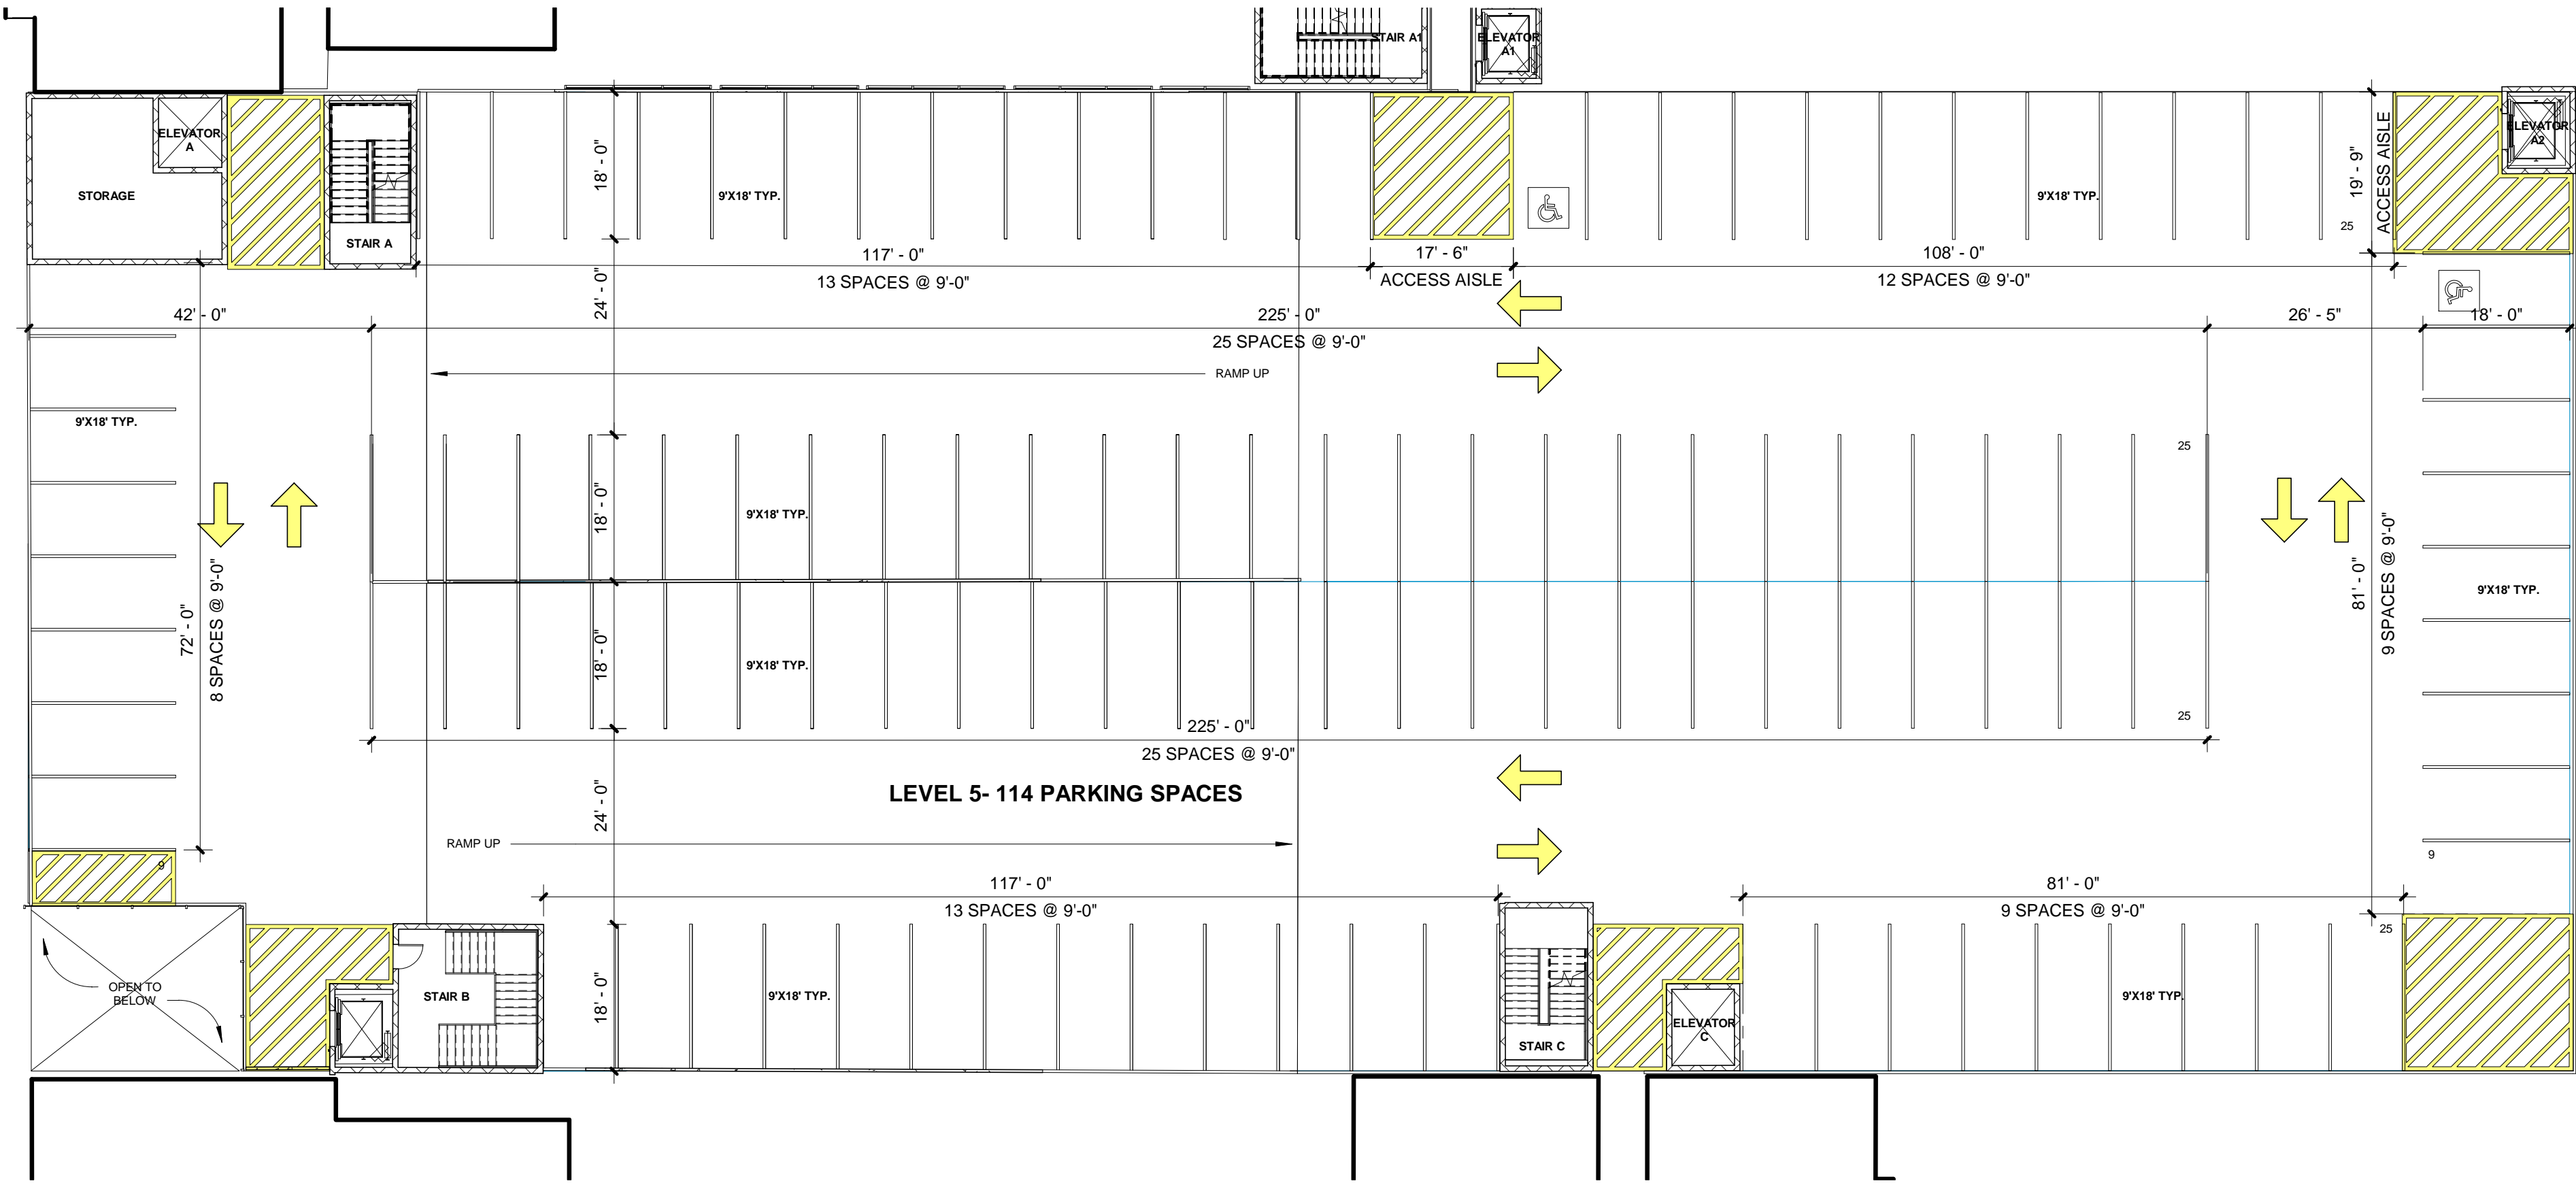 STAIR A1
ELEVATOR
A1
ELEVATOR
A
STORAGE
STAIR A
18' - 0"
9'X18' TYP.
9'X18' TYP.
25
19' - 9"
ACCESS AISLE
ELEVATOR
A2
117' - 0"
13 SPACES @ 9'-0"
17' - 6"
ACCESS AISLE
108' - 0"
12 SPACES @ 9'-0"
24' - 0"
42' - 0"
225' - 0"
25 SPACES @ 9'-0"
26' - 5"
18' - 0"
RAMP UP
9'X18' TYP.
25
18' - 0"
9'X18' TYP.
72' - 0"
8 SPACES @ 9'-0"
81' - 0"
9 SPACES @ 9'-0"
9'X18' TYP.
18' - 0"
9'X18' TYP.
25
225' - 0"
25 SPACES @ 9'-0"
LEVEL 5- 114 PARKING SPACES
24' - 0"
RAMP UP
9
9
117' - 0"
13 SPACES @ 9'-0"
81' - 0"
9 SPACES @ 9'-0"
25
OPEN TO
BELOW
STAIR B
18' - 0"
9'X18' TYP.
STAIR C
ELEVATOR
C
9'X18' TYP.